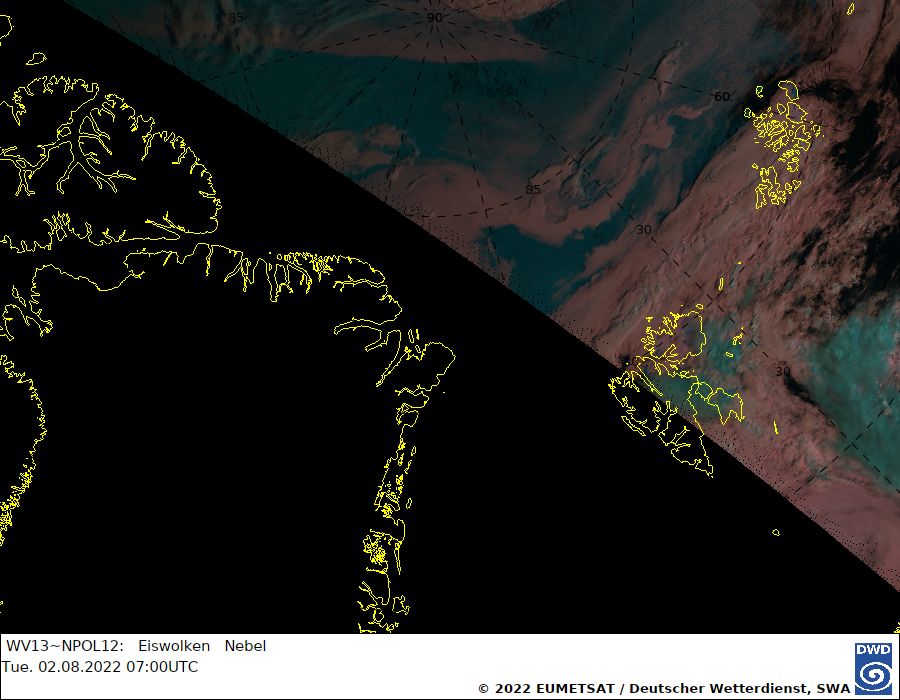 85
90
60
85
30
30
WV13~NPOL12: Eiswolken Nebel
Tue. 02.08.2022 07:00UTC
© 2022 EUMETSAT / Deutscher Wetterdienst, SWA
DWD